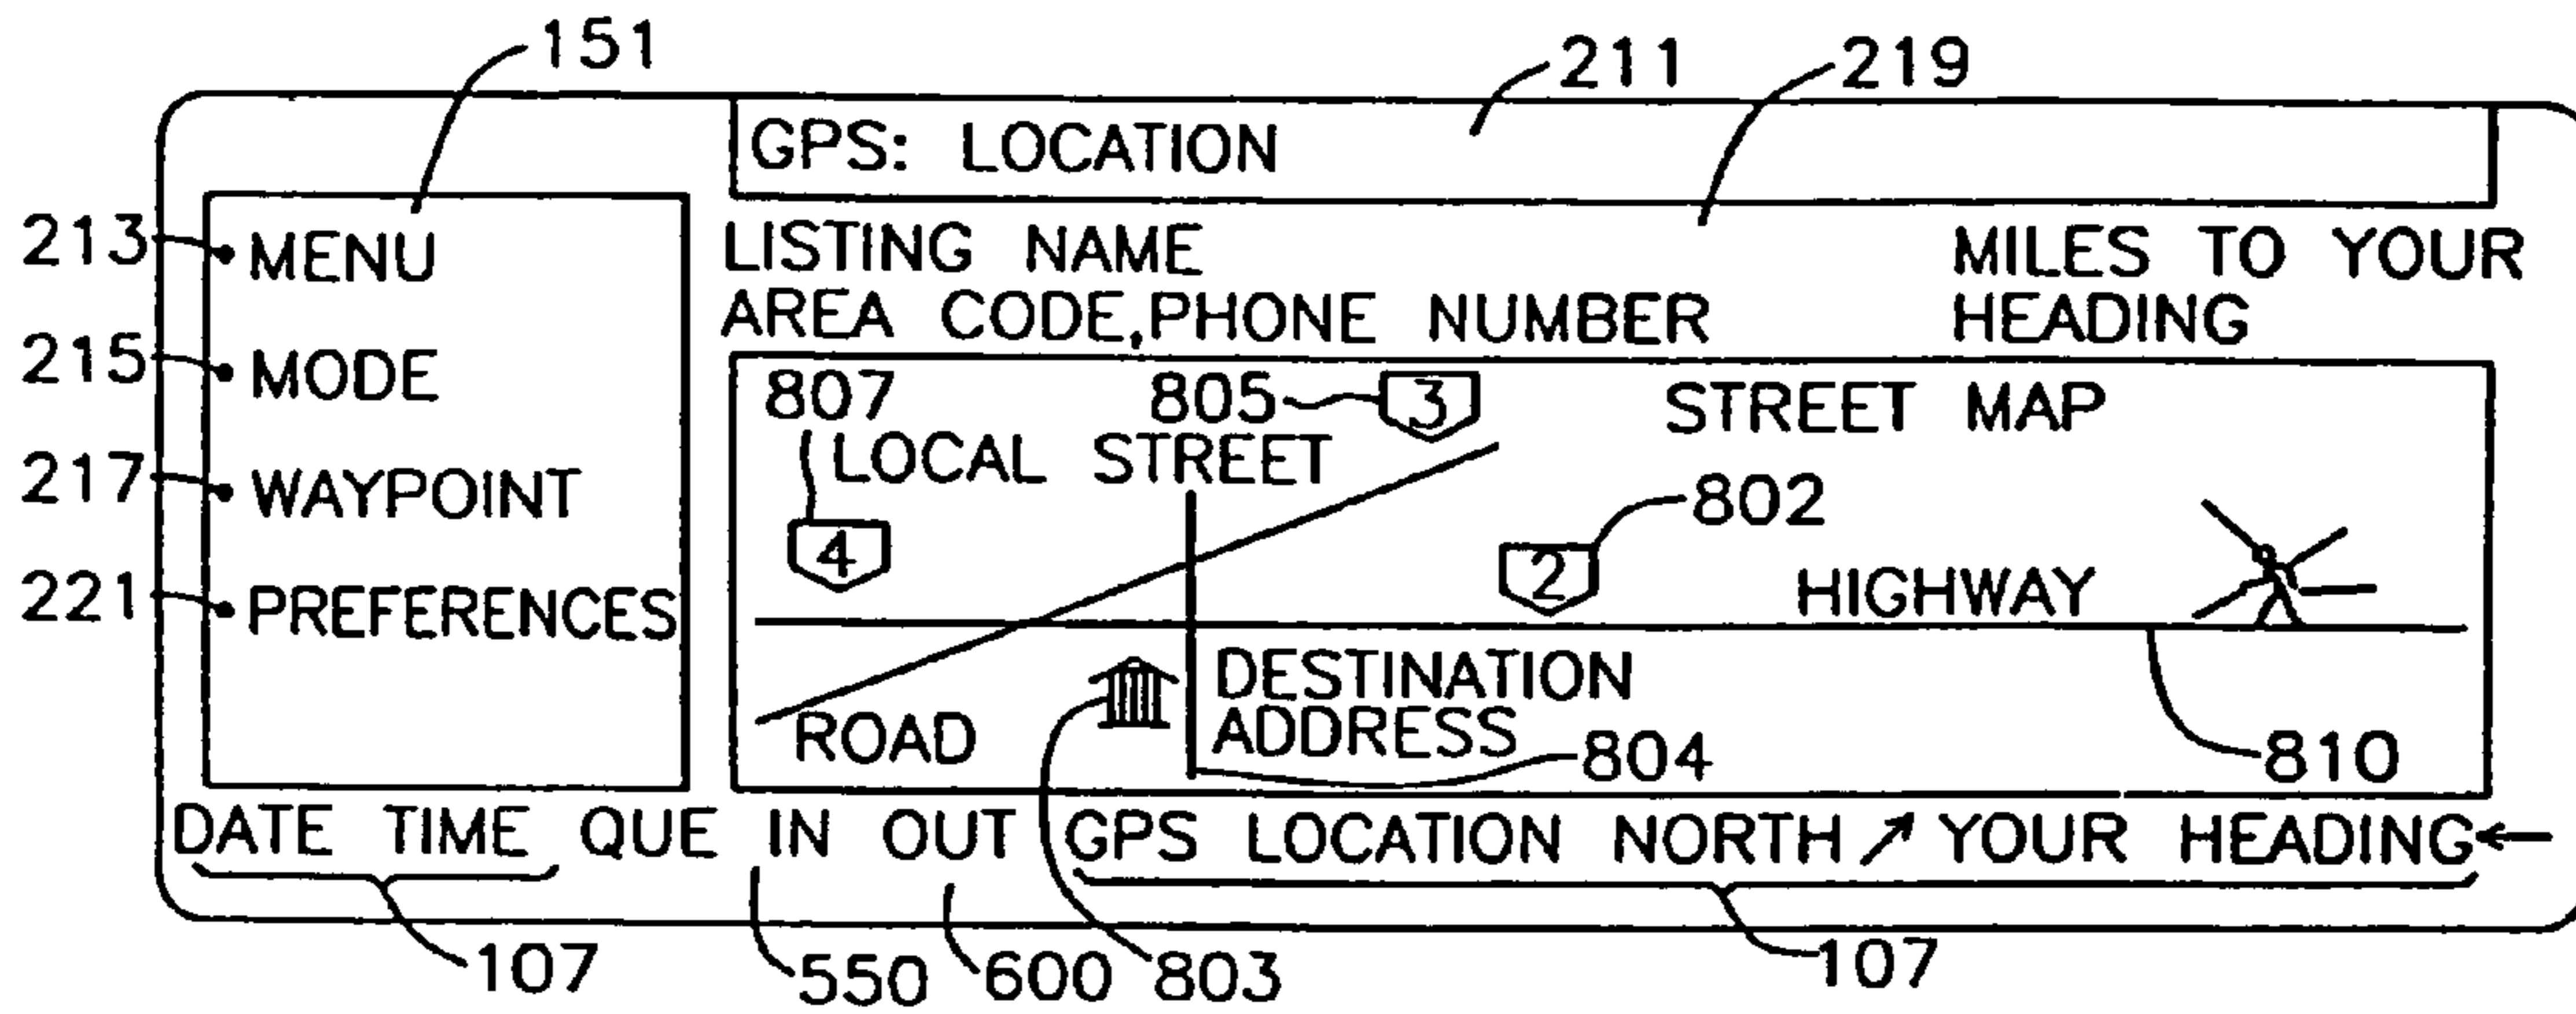 151
211
219
GPS: LOCATION
213
MENU
215
MODE
217
WAYPOINT
221
PREFERENCES
LISTING NAME
AREA CODE,PHONE NUMBER
MILES TO YOUR
HEADING
807
805
3
STREET MAP
LOCAL STREET
802
4
2
HIGHWAY
DESTINATION
ADDRESS
ROAD
804
810
DATE TIME QUE IN OUT GPS LOCATION NORTH ↗ YOUR HEADING ←
107
550
600
803
107